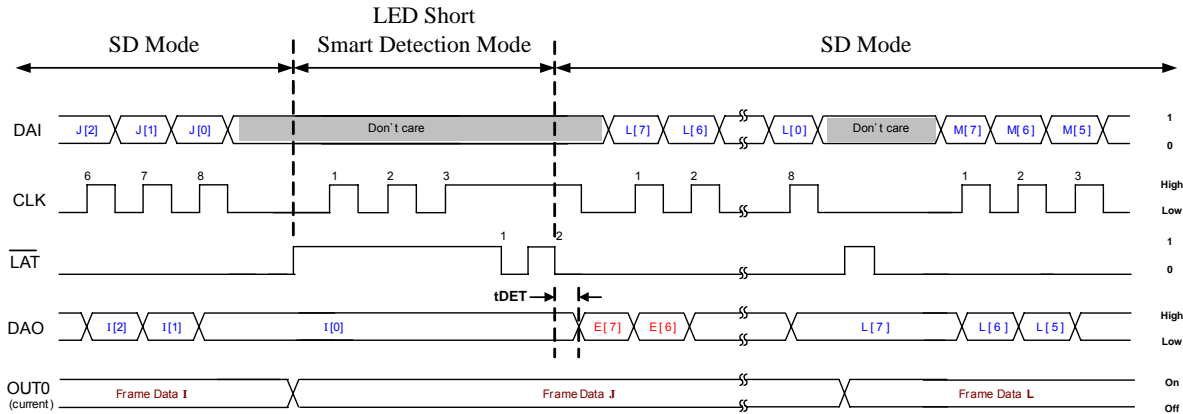 LED Short
SD Mode Smart Detection Mode SD Mode
DAI J[2] J[1] J[0] Don't care L[7] L[6] L[0] Don't care M[7] M[6] M[5] 1
0
6 7 8 1 2 3 1 2 8 1 2 3
CLK High
Low
1 2
LAT 1
0
tDET
DAO I[2] I[1] I[0] E[7] E[6] L[7] L[6] L[5] High
Low
OUT0 Frame Data I Frame Data J Frame Data L On
(current) Off